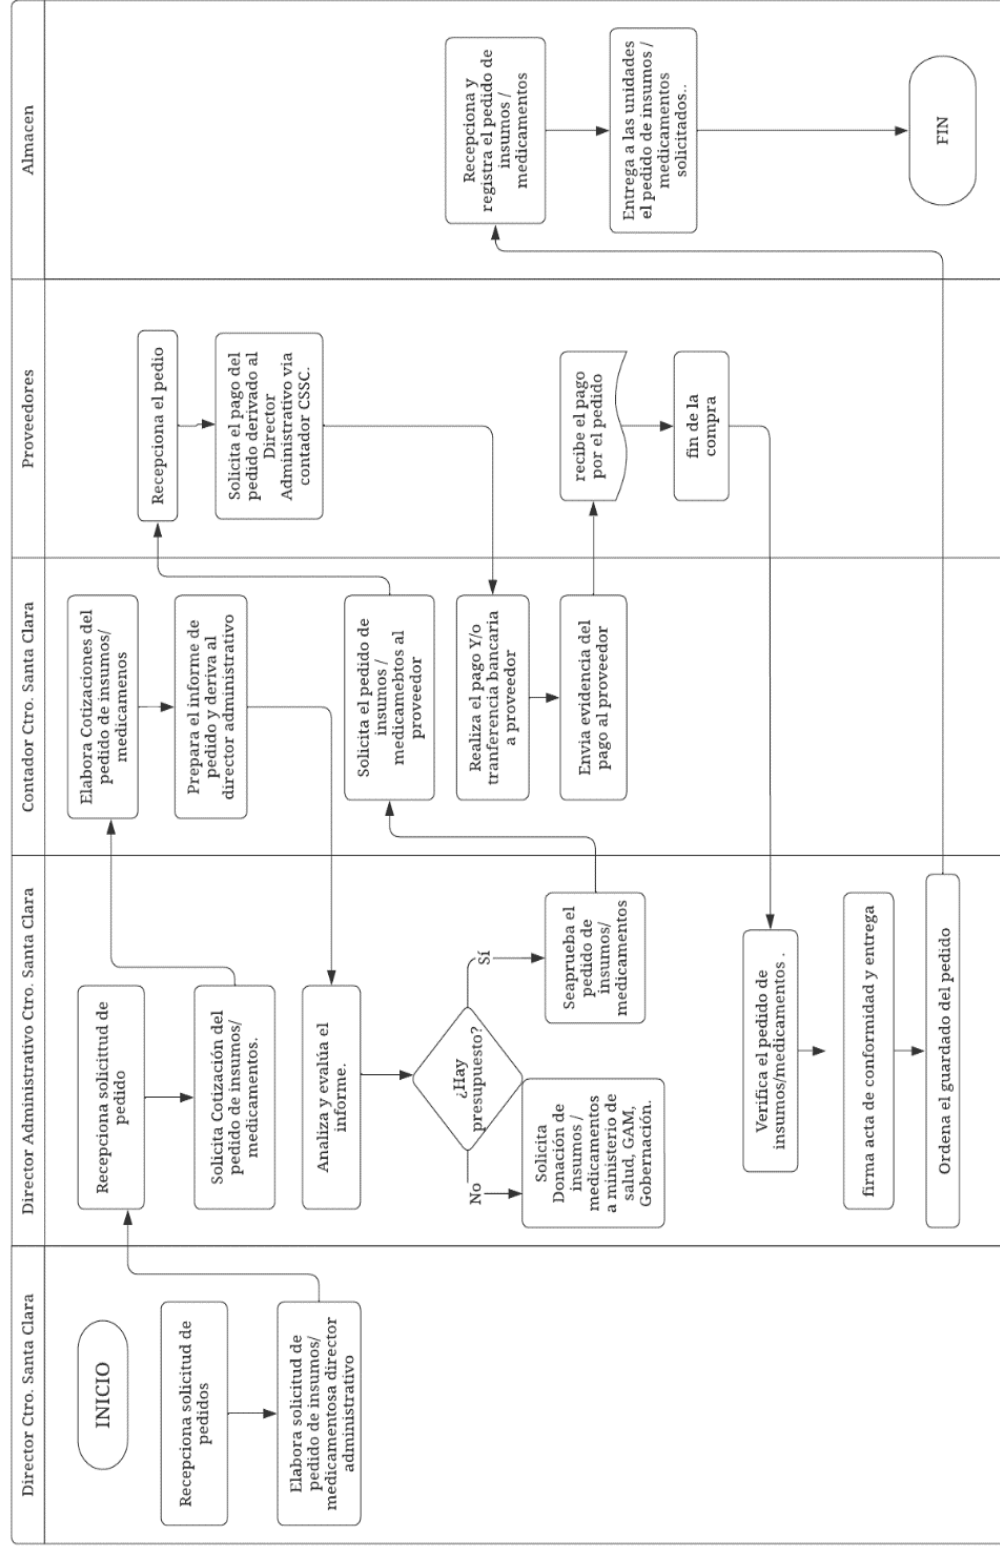 Director Ctro. Santa Clara
Director Administrativo Ctro. Santa Clara
Contador Ctro. Santa Clara
Proveedores
Almacen
INICIO
Recepciona solicitud de
pedidos
Elabora solicitud de
pedido de insumos/
medicamentosa director
administrativo
Recepciona solicittud de
pedido
Solicita Cotización del
pedido de insumos/
medicamentos.
Analiza y evalúa el
informe.
¿Hay
presupuesto?
No
Sí
Solicita
Donación de
insumos /
medicamentos
a ministerio de
salud, GAM,
Gobernación.
Seaprueba el
pedido de
insumos/
medicamentos
Verifica el pedido de
insumos/medicamentos .
firma acta de conformidad y entrega
Ordena el guardado del pedido
Elabora Cotizaciones del
pedido de insumos/
medicamenos
Prepara el informe de
pedido y deriva al
director administrativo
Solicita el pedido de
insumos /
medicamebtos al
proveedor
Realiza el pago Y/o
tranferencia bancaria
a proveedor
Envia evidencia del
pago al proveedor
Recepciona el pedio
Solicita el pago del
pedido derivado al
Director
Administrativo via
contador CSSC.
recibe el pago
por el pedido
fin de la
compra
Recepciona y
registra el pedido de
insumos /
medicamentos
Entrega a las unidades
el pedido de insumos /
medicamentos
solicitados..
FIN